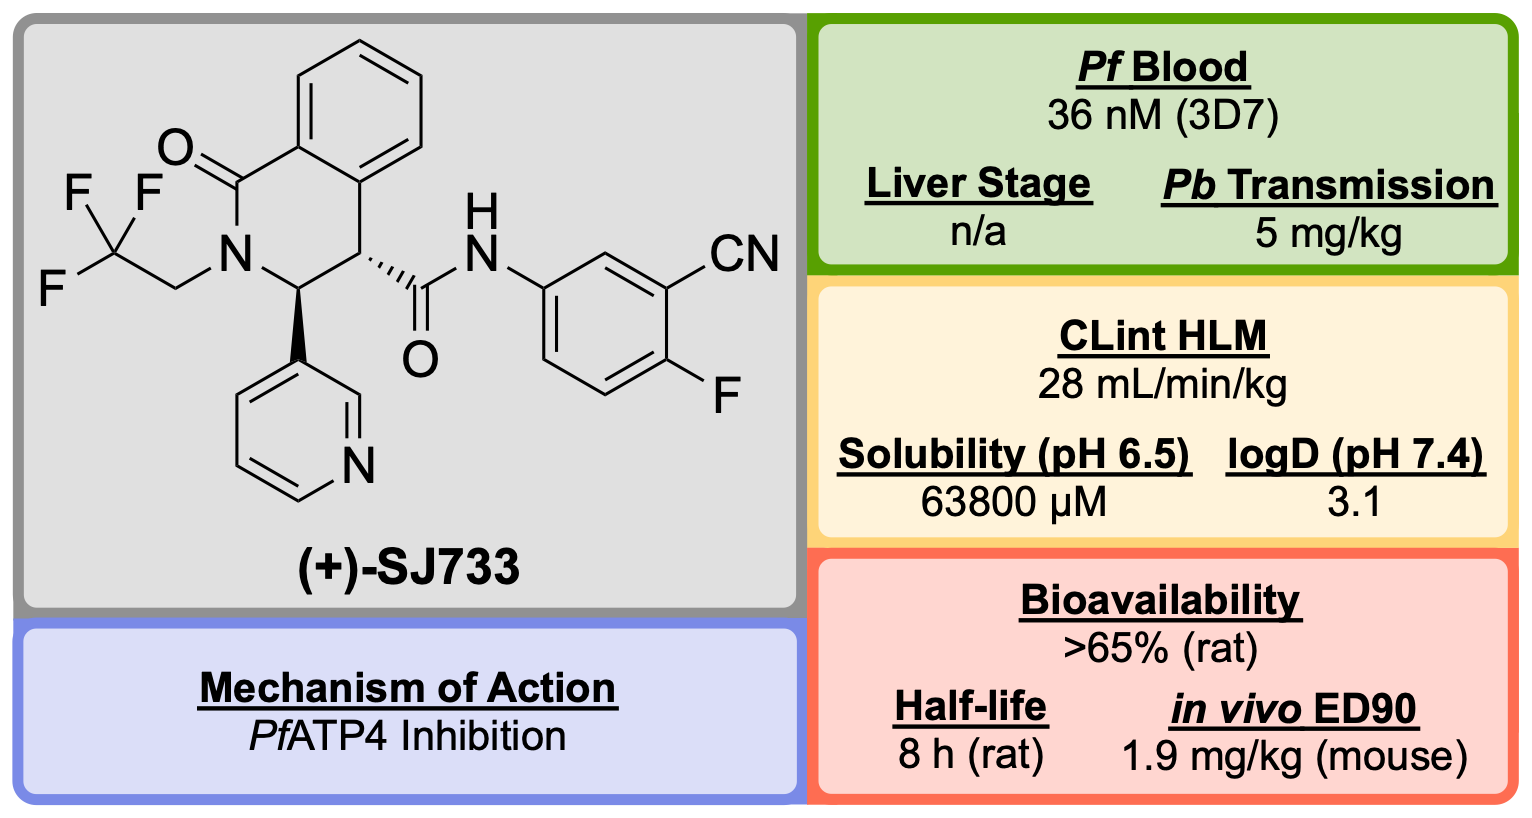 O
F
F
F
N
H
N
O
CN
F
N
(+)-SJ733
Mechanism of Action
PfATP4 Inhibition
Pf Blood
36 nM (3D7)
Liver Stage
n/a
Pb Transmission
5 mg/kg
CLint HLM
28 mL/min/kg
Solubility (pH 6.5)
63800 µM
logD (pH 7.4)
3.1
Bioavailability
>65% (rat)
Half-life
8 h (rat)
in vivo ED90
1.9 mg/kg (mouse)